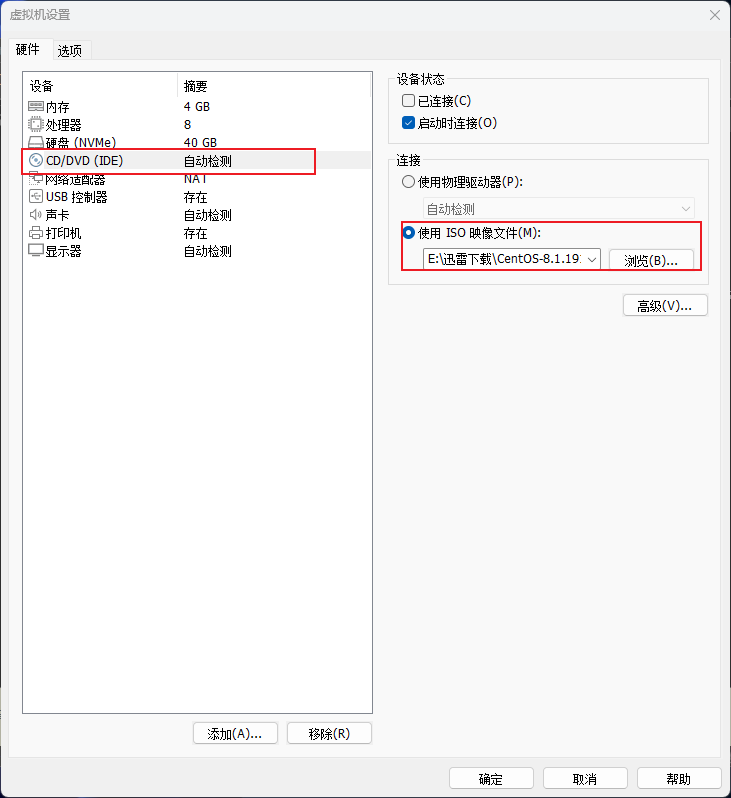 虚拟机设置
硬件 选项
设备 摘要
内存 4 GB
处理器 8
硬盘 (NVMe) 40 GB
CD/DVD (IDE) 自动检测
网络适配器 NAT
USB 控制器 存在
声卡 自动检测
打印机 存在
显示器 自动检测
添加(A)... 移除(R)
设备状态
已连接(C)
启动时连接(O)
连接
使用物理驱动器(P):
自动检测
使用 ISO 映像文件(M):
E:\迅雷下载\CentOS-8.1.19 浏览(B)...
高级(V)...
确定 取消 帮助